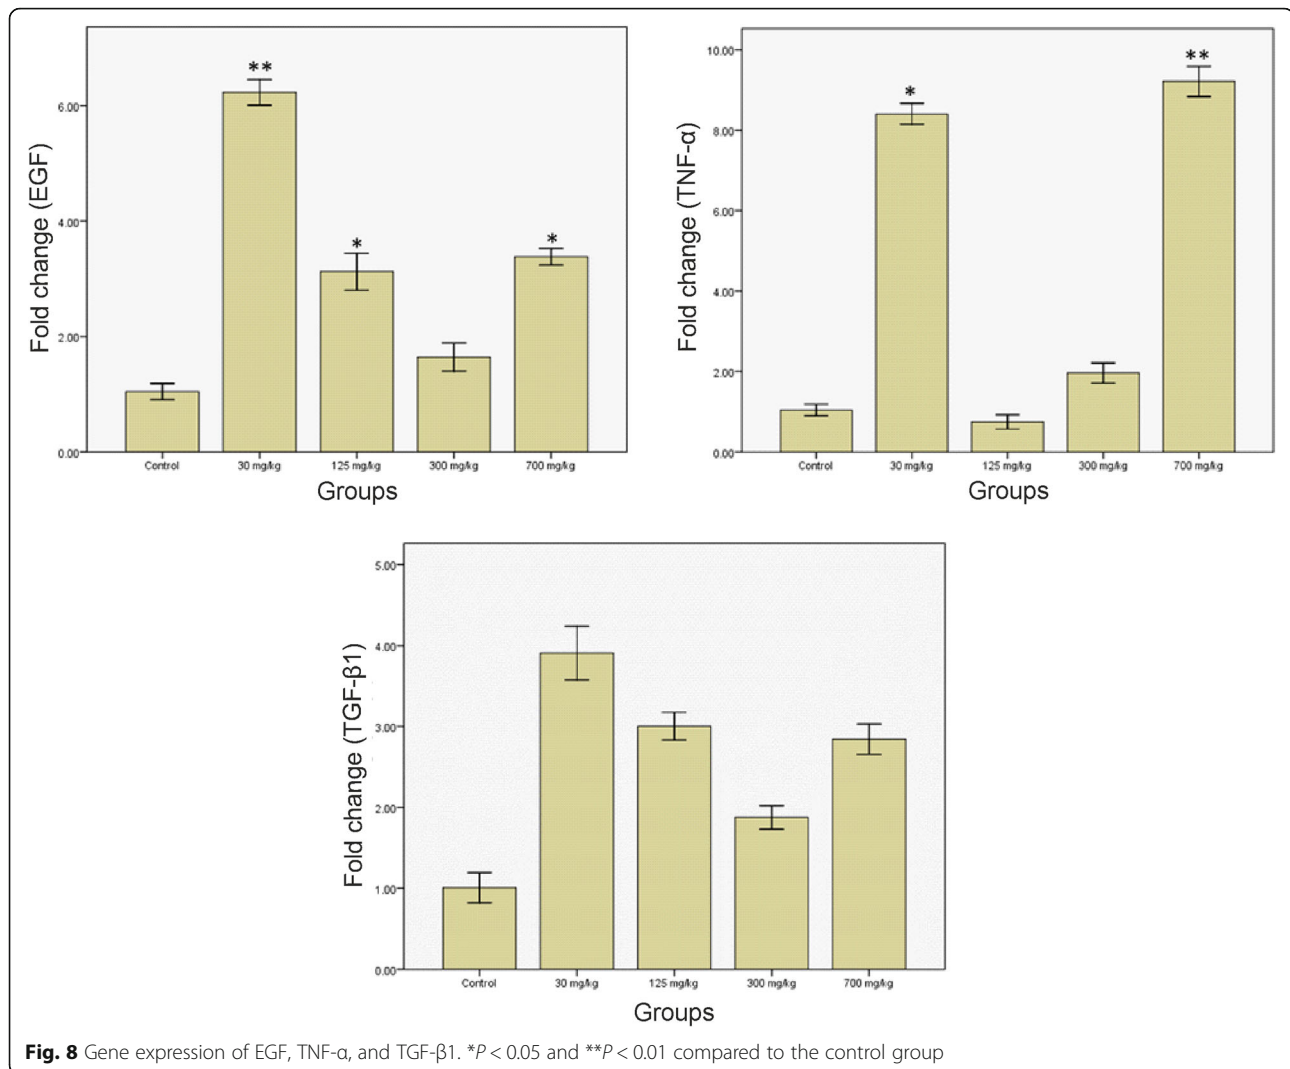 Fold change (EGF)
6.00
4.00
2.00
0.00
**
*
*
Control 30 mg/kg 125 mg/kg 300 mg/kg 700 mg/kg
Groups
Fold change (TNF-α)
10.00
8.00
6.00
4.00
2.00
0.00
*
**
Control 30 mg/kg 125 mg/kg 300 mg/kg 700 mg/kg
Groups
Fold change (TGF-β1)
5.00
4.00
3.00
2.00
1.00
0.00
Control 30 mg/kg 125 mg/kg 300 mg/kg 700 mg/kg
Groups
Fig. 8 Gene expression of EGF, TNF-α, and TGF-β1. *P < 0.05 and **P < 0.01 compared to the control group